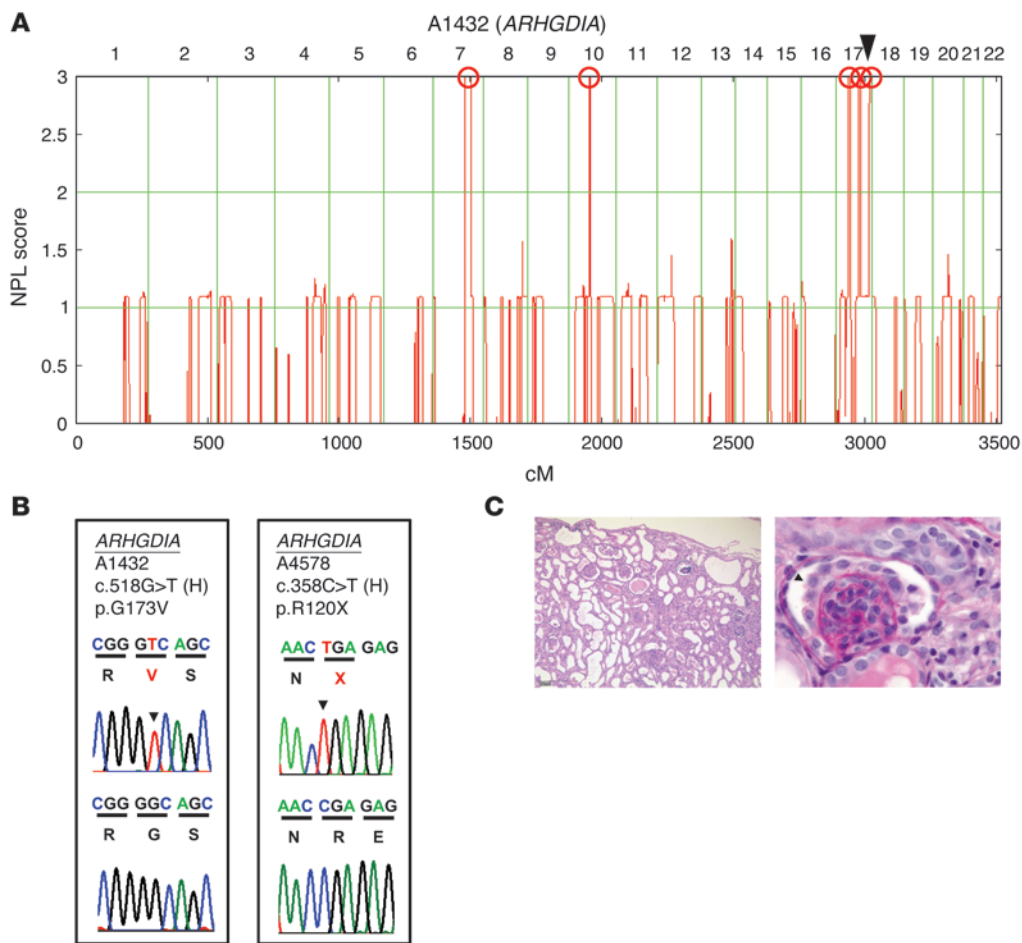 A
A1432 (ARHGDIA)
1 2 3 4 5 6 7 8 9 10 11 12 13 14 15 16 17 18 19 20 21 22
3
2.5
2
1.5
1
0.5
0
NPL score
0 500 1000 1500 2000 2500 3000 3500
cM
B
ARHGDIA
A1432
c.518G>T (H)
p.G173V
CGG GTC AGC
R V S
CGG GGC AGC
R G S
ARHGDIA
A4578
c.358C>T (H)
p.R120X
AAC TGA GAG
N X
AAC CGA GAG
N R E
C